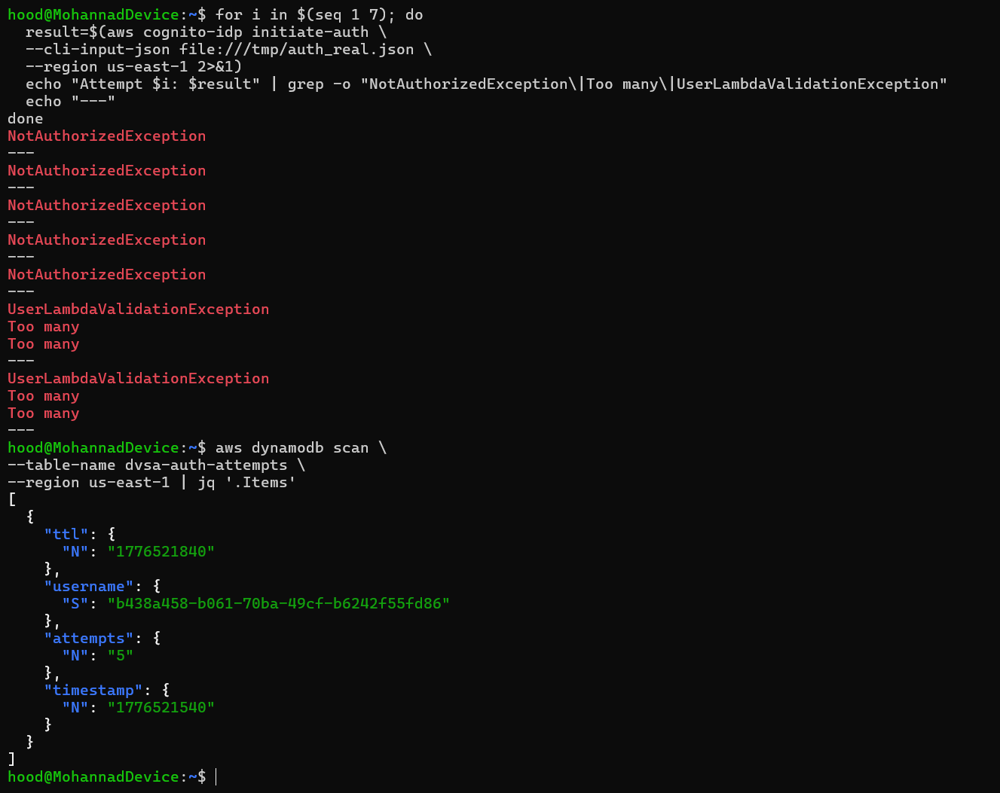 hood@MohannadDevice:~$ for i in $(seq 1 7); do
  result=$(aws cognito-idp initiate-auth \
  --cli-input-json file:///tmp/auth_real.json \
  --region us-east-1 2>&1)
  echo "Attempt $i: $result" | grep -o "NotAuthorizedException\|Too many\|UserLambdaValidationException"
  echo "---"
done
NotAuthorizedException
---
NotAuthorizedException
---
NotAuthorizedException
---
NotAuthorizedException
---
NotAuthorizedException
---
UserLambdaValidationException
Too many
Too many
---
UserLambdaValidationException
Too many
Too many
---
hood@MohannadDevice:~$ aws dynamodb scan \
--table-name dvsa-auth-attempts \
--region us-east-1 | jq '.Items'
[
  {
    "ttl": {
      "N": "1776521840"
    },
    "username": {
      "S": "b438a458-b061-70ba-49cf-b6242f55fd86"
    },
    "attempts": {
      "N": "5"
    },
    "timestamp": {
      "N": "1776521540"
    }
  }
]
hood@MohannadDevice:~$